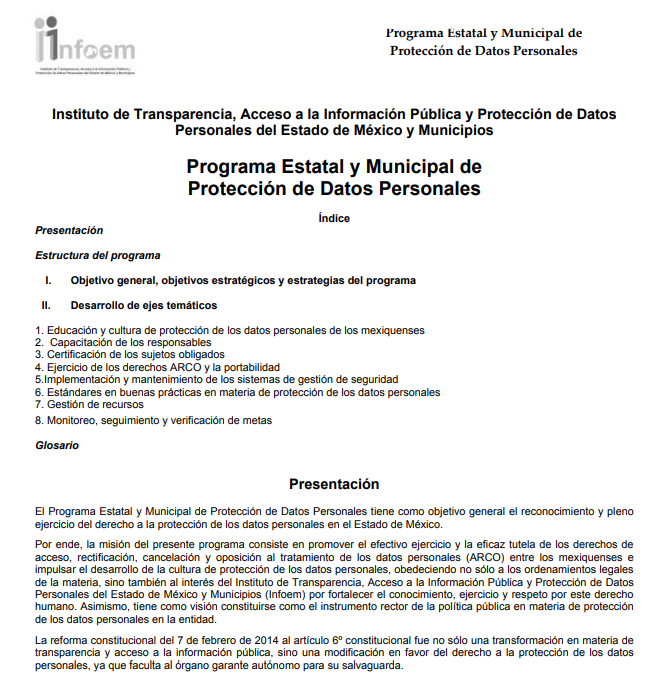 infoem
Instituto de Transparencia, Acceso a la Información Pública y
Protección de Datos Personales del Estado de México y Municipios
Programa Estatal y Municipal de
Protección de Datos Personales
Instituto de Transparencia, Acceso a la Información Pública y Protección de Datos
Personales del Estado de México y Municipios
Programa Estatal y Municipal de
Protección de Datos Personales
Índice
Presentación
Estructura del programa
I. Objetivo general, objetivos estratégicos y estrategias del programa
II. Desarrollo de ejes temáticos
1. Educación y cultura de protección de los datos personales de los mexiquenses
2. Capacitación de los responsables
3. Certificación de los sujetos obligados
4. Ejercicio de los derechos ARCO y la portabilidad
5.Implementación y mantenimiento de los sistemas de gestión de seguridad
6. Estándares en buenas prácticas en materia de protección de los datos personales
7. Gestión de recursos
8. Monitoreo, seguimiento y verificación de metas
Glosario
Presentación
El Programa Estatal y Municipal de Protección de Datos Personales tiene como objetivo general el reconocimiento y pleno
ejercicio del derecho a la protección de los datos personales en el Estado de México.
Por ende, la misión del presente programa consiste en promover el efectivo ejercicio y la eficaz tutela de los derechos de
acceso, rectificación, cancelación y oposición al tratamiento de los datos personales (ARCO) entre los mexiquenses e
impulsar el desarrollo de la cultura de protección de los datos personales, obedeciendo no sólo a los ordenamientos legales
de la materia, sino también al interés del Instituto de Transparencia, Acceso a la Información Pública y Protección de Datos
Personales del Estado de México y Municipios (Infoem) por fortalecer el conocimiento, ejercicio y respeto por este derecho
humano. Asimismo, tiene como visión constituirse como el instrumento rector de la política pública en materia de protección
de los datos personales en la entidad.
La reforma constitucional del 7 de febrero de 2014 al artículo 6º constitucional fue no sólo una transformación en materia de
transparencia y acceso a la información pública, sino una modificación en favor del derecho a la protección de los datos
personales, ya que faculta al órgano garante autónomo para su salvaguarda.